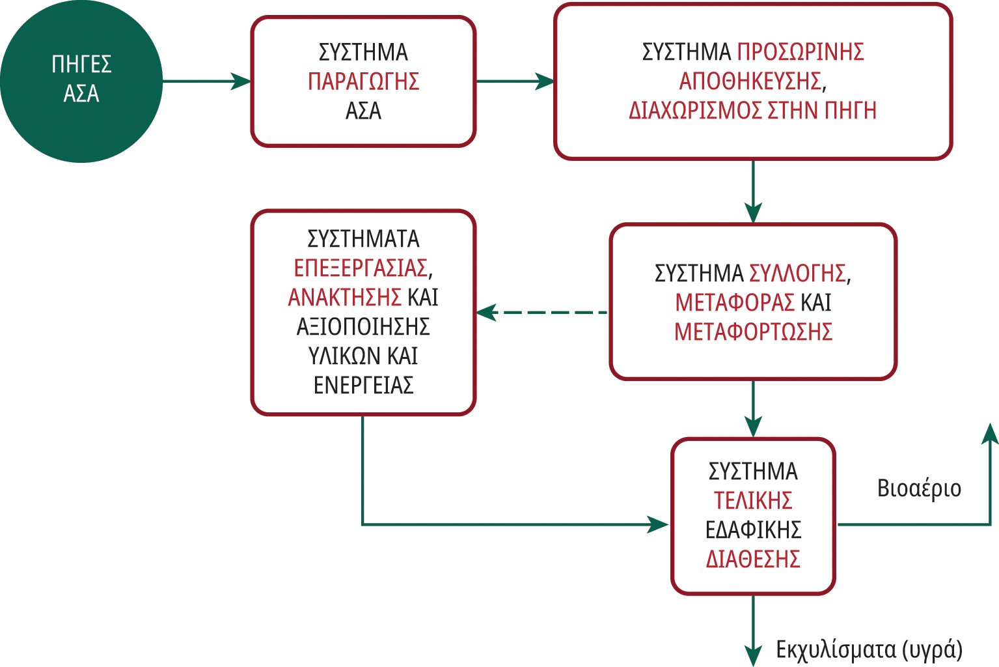 ΠΗΓΕΣ
ΑΣΑ
ΣΥΣΤΗΜΑ
ΠΑΡΑΓΩΓΗΣ
ΑΣΑ
ΣΥΣΤΗΜΑ ΠΡΟΣΩΡΙΝΗΣ
ΑΠΟΘΗΚΕΥΣΗΣ,
ΔΙΑΧΩΡΙΣΜΟΣ ΣΤΗΝ ΠΗΓΗ
ΣΥΣΤΗΜΑ ΣΥΛΛΟΓΗΣ,
ΜΕΤΑΦΟΡΑΣ ΚΑΙ
ΜΕΤΑΦΟΡΤΩΣΗΣ
ΣΥΣΤΗΜΑΤΑ
ΕΠΕΞΕΡΓΑΣΙΑΣ,
ΑΝΑΚΤΗΣΗΣ ΚΑΙ
ΑΞΙΟΠΟΙΗΣΗΣ
ΥΛΙΚΩΝ ΚΑΙ
ΕΝΕΡΓΕΙΑΣ
ΣΥΣΤΗΜΑ
ΤΕΛΙΚΗΣ
ΕΔΑΦΙΚΗΣ
ΔΙΑΘΕΣΗΣ
Βιοαέριο
Εκχυλίσματα (υγρά)